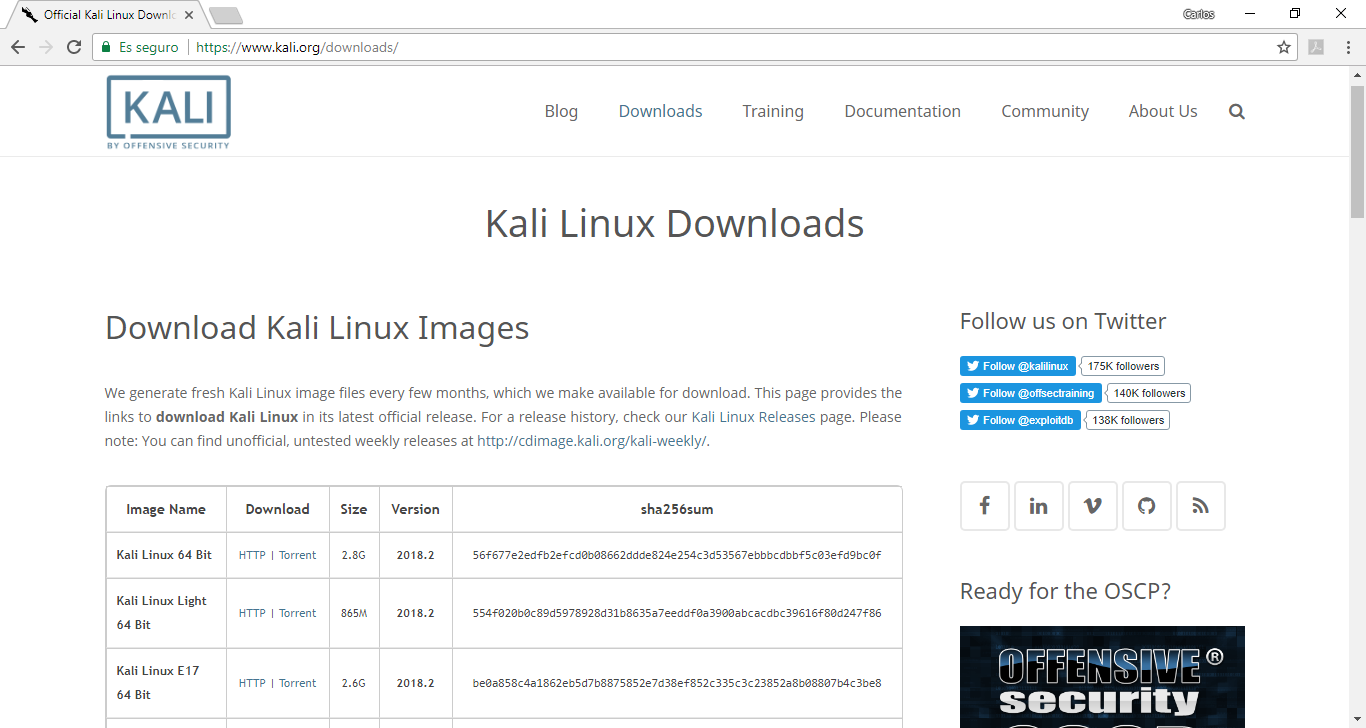 Official Kali Linux Downl
Carlos
Es seguro
https://www.kali.org/downloads/
KALI
BY OFFENSIVE SECURITY
Blog
Downloads
Training
Documentation
Community
About Us
Kali Linux Downloads
Download Kali Linux Images
We generate fresh Kali Linux image files every few months, which we make available for download. This page provides the
links to download Kali Linux in its latest official release. For a release history, check our Kali Linux Releases page. Please
note: You can find unofficial, untested weekly releases at http://cdimage.kali.org/kali-weekly/.
Image Name Download Size Version sha256sum
Kali Linux 64 Bit HTTP | Torrent 2.8G 2018.2 56f677e2edfb2efcd0b08662ddde824e254c3d53567ebbbcdbbf5c03efd9bc0f
Kali Linux Light
64 Bit
HTTP | Torrent 865M 2018.2 554f020b0c89d5978928d31b8635a7eeddf0a3900abcacdbc39616f80d247f86
Kali Linux E17
64 Bit
HTTP | Torrent 2.6G 2018.2 be0a858c4a1862eb5d7b8875852e7d38ef852c335c3c23852a8b08807b4c3be8
Follow us on Twitter
Follow @kalilinux 175K followers
Follow @offsectraining 140K followers
Follow @exploitdb 138K followers
Ready for the OSCP?
OFFENSIVE®
security